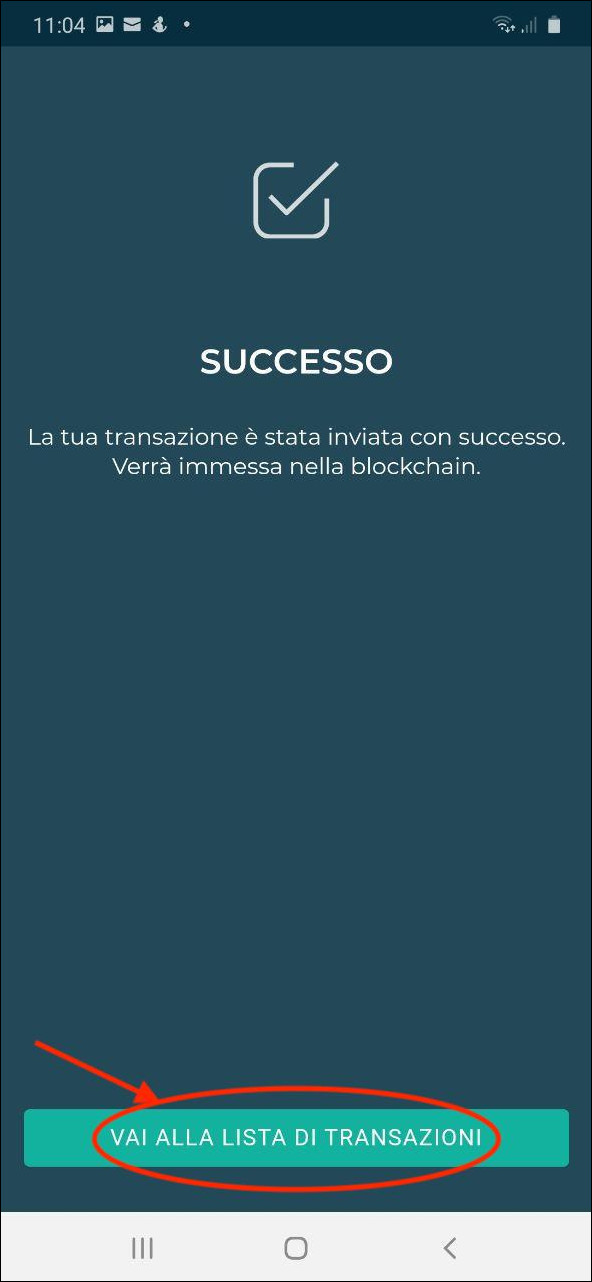 11:04
SUCCESSO
La tua transazione è stata inviata con successo.
Verrà immessa nella blockchain.
VAI ALLA LISTA DI TRANSAZIONI